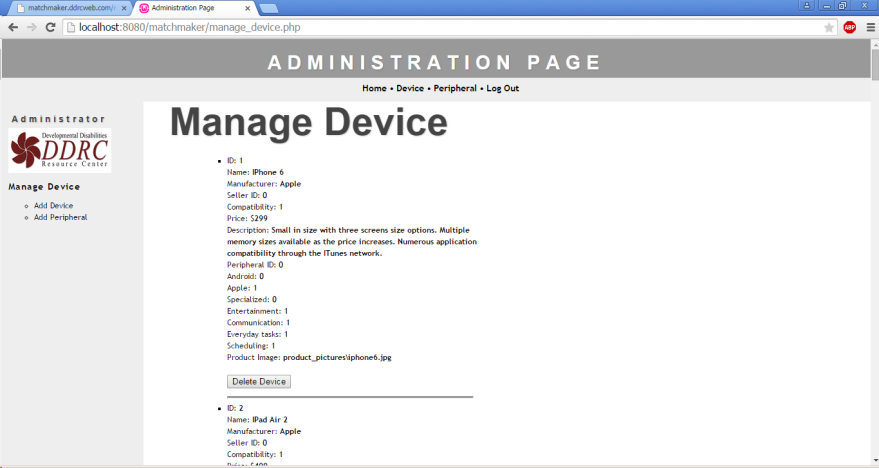 matchmaker.ddrcweb.com/
Administration Page
localhost:8080/matchmaker/manage_device.php
ABP
ADMINISTRATION PAGE
Home • Device • Peripheral • Log Out
Administrator
Developmental Disabilities
DDRC
Resource Center
Manage Device
Add Device
Add Peripheral
Manage Device
ID: 1
Name: IPhone 6
Manufacturer: Apple
Seller ID: 0
Compatibility: 1
Price: $299
Description: Small in size with three screens size options. Multiple
memory sizes available as the price increases. Numerous application
compatibility through the ITunes network.
Peripheral ID: 0
Android: 0
Apple: 1
Specialized: 0
Entertainment: 1
Communication: 1
Everyday tasks: 1
Scheduling: 1
Product Image: product_pictures\iphone6.jpg
Delete Device
ID: 2
Name: IPad Air 2
Manufacturer: Apple
Seller ID: 0
Compatibility: 1